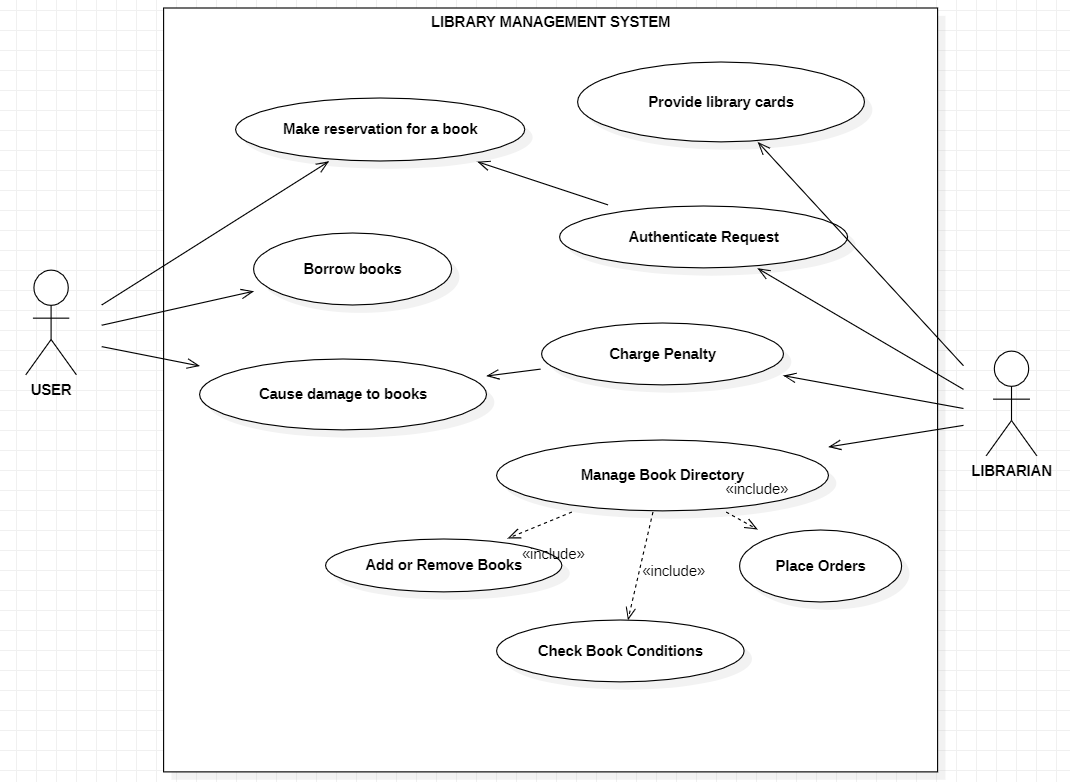 LIBRARY MANAGEMENT SYSTEM
Provide library cards
Make reservation for a book
Authenticate Request
Borrow books
Charge Penalty
USER
Cause damage to books
LIBRARIAN
Manage Book Directory
«include»
«include»
Add or Remove Books
«include»
Place Orders
Check Book Conditions